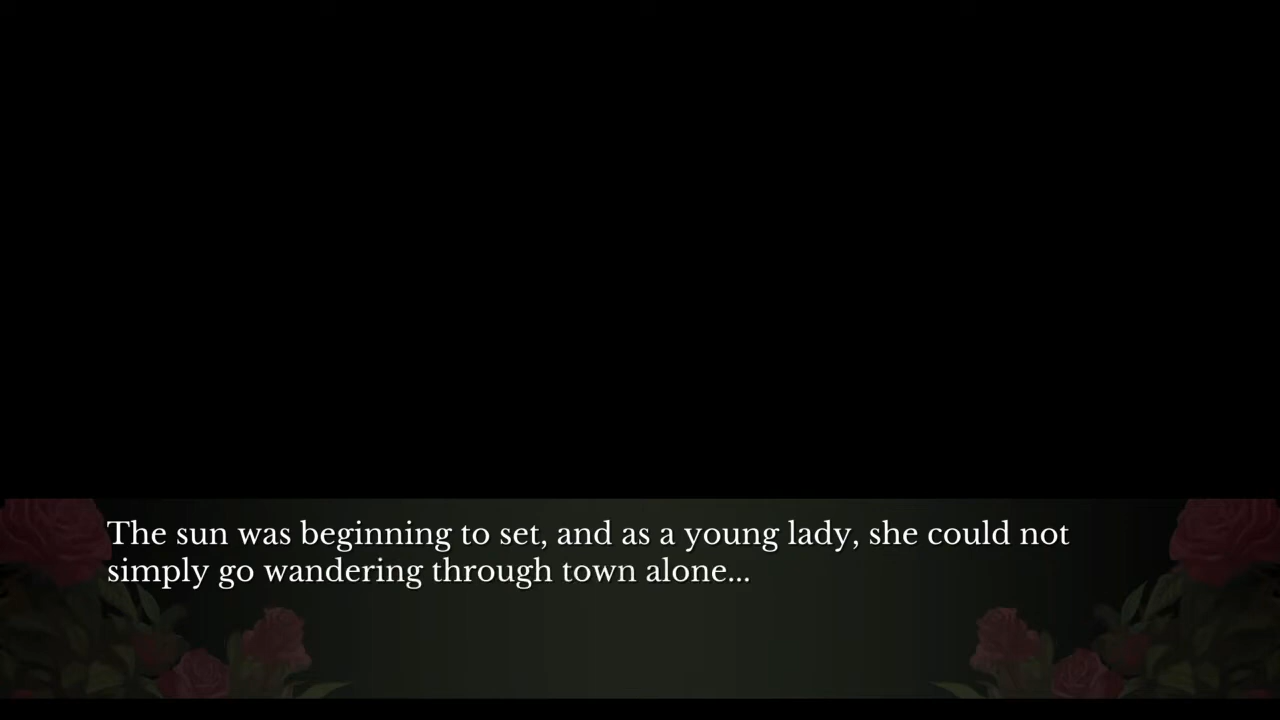 The sun was beginning to set, and as a young lady, she could not
simply go wandering through town alone...